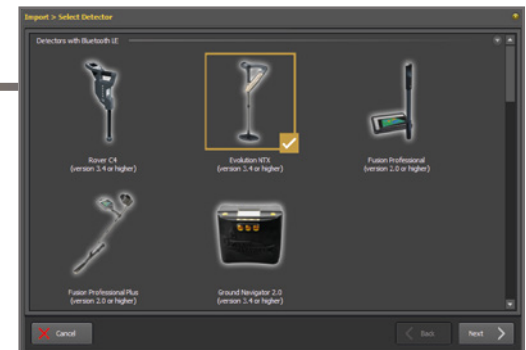 Import > Select Detector
Detectors with Bluetooth LE
Rover C4
(version 3.4 or higher)
Evolution NTX
(version 3.4 or higher)
Fusion Professional
(version 2.0 or higher)
Fusion Professional Plus
(version 2.0 or higher)
Ground Navigator 2.0
(version 3.4 or higher)
Cancel
Back
Next